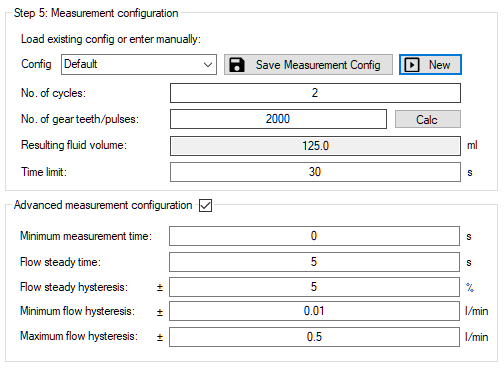 Step 5: Measurement configuration
Load existing config or enter manually:
Config Default Save Measurement Config New
No. of cycles: 2
No. of gear teeth/pulses: 2000 Calc
Resulting fluid volume: 125.0 ml
Time limit: 30 s
Advanced measurement configuration
Minimum measurement time: 0 s
Flow steady time: 5 s
Flow steady hysteresis: ± 5 %
Minimum flow hysteresis: ± 0.01 l/min
Maximum flow hysteresis: ± 0.5 l/min